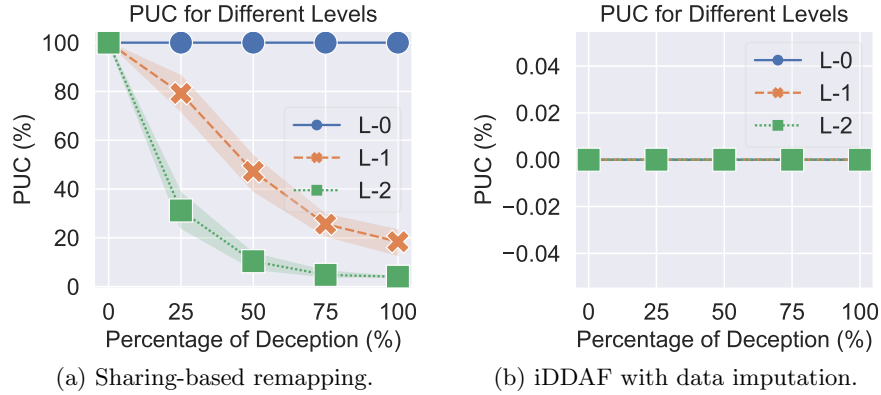 PUC for Different Levels
PUC (%)
100
80
60
40
20
0
L-0
L-1
L-2
0 25 50 75 100
Percentage of Deception (%)
(a) Sharing-based remapping.
PUC for Different Levels
PUC (%)
0.04
0.02
0.00
−0.02
−0.04
L-0
L-1
L-2
0 25 50 75 100
Percentage of Deception (%)
(b) iDDAF with data imputation.